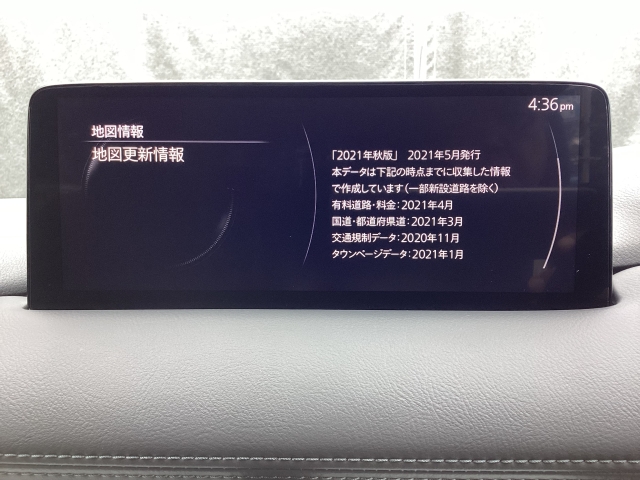 4:36pm
地図情報
地図更新情報
「2021年秋版」 2021年5月発行
本データは下記の時点までに収集した情報
で作成しています（一部新設道路を除く）
有料道路・料金：2021年4月
国道・都道府県道：2021年3月
交通規制データ：2020年11月
タウンページデータ：2021年1月